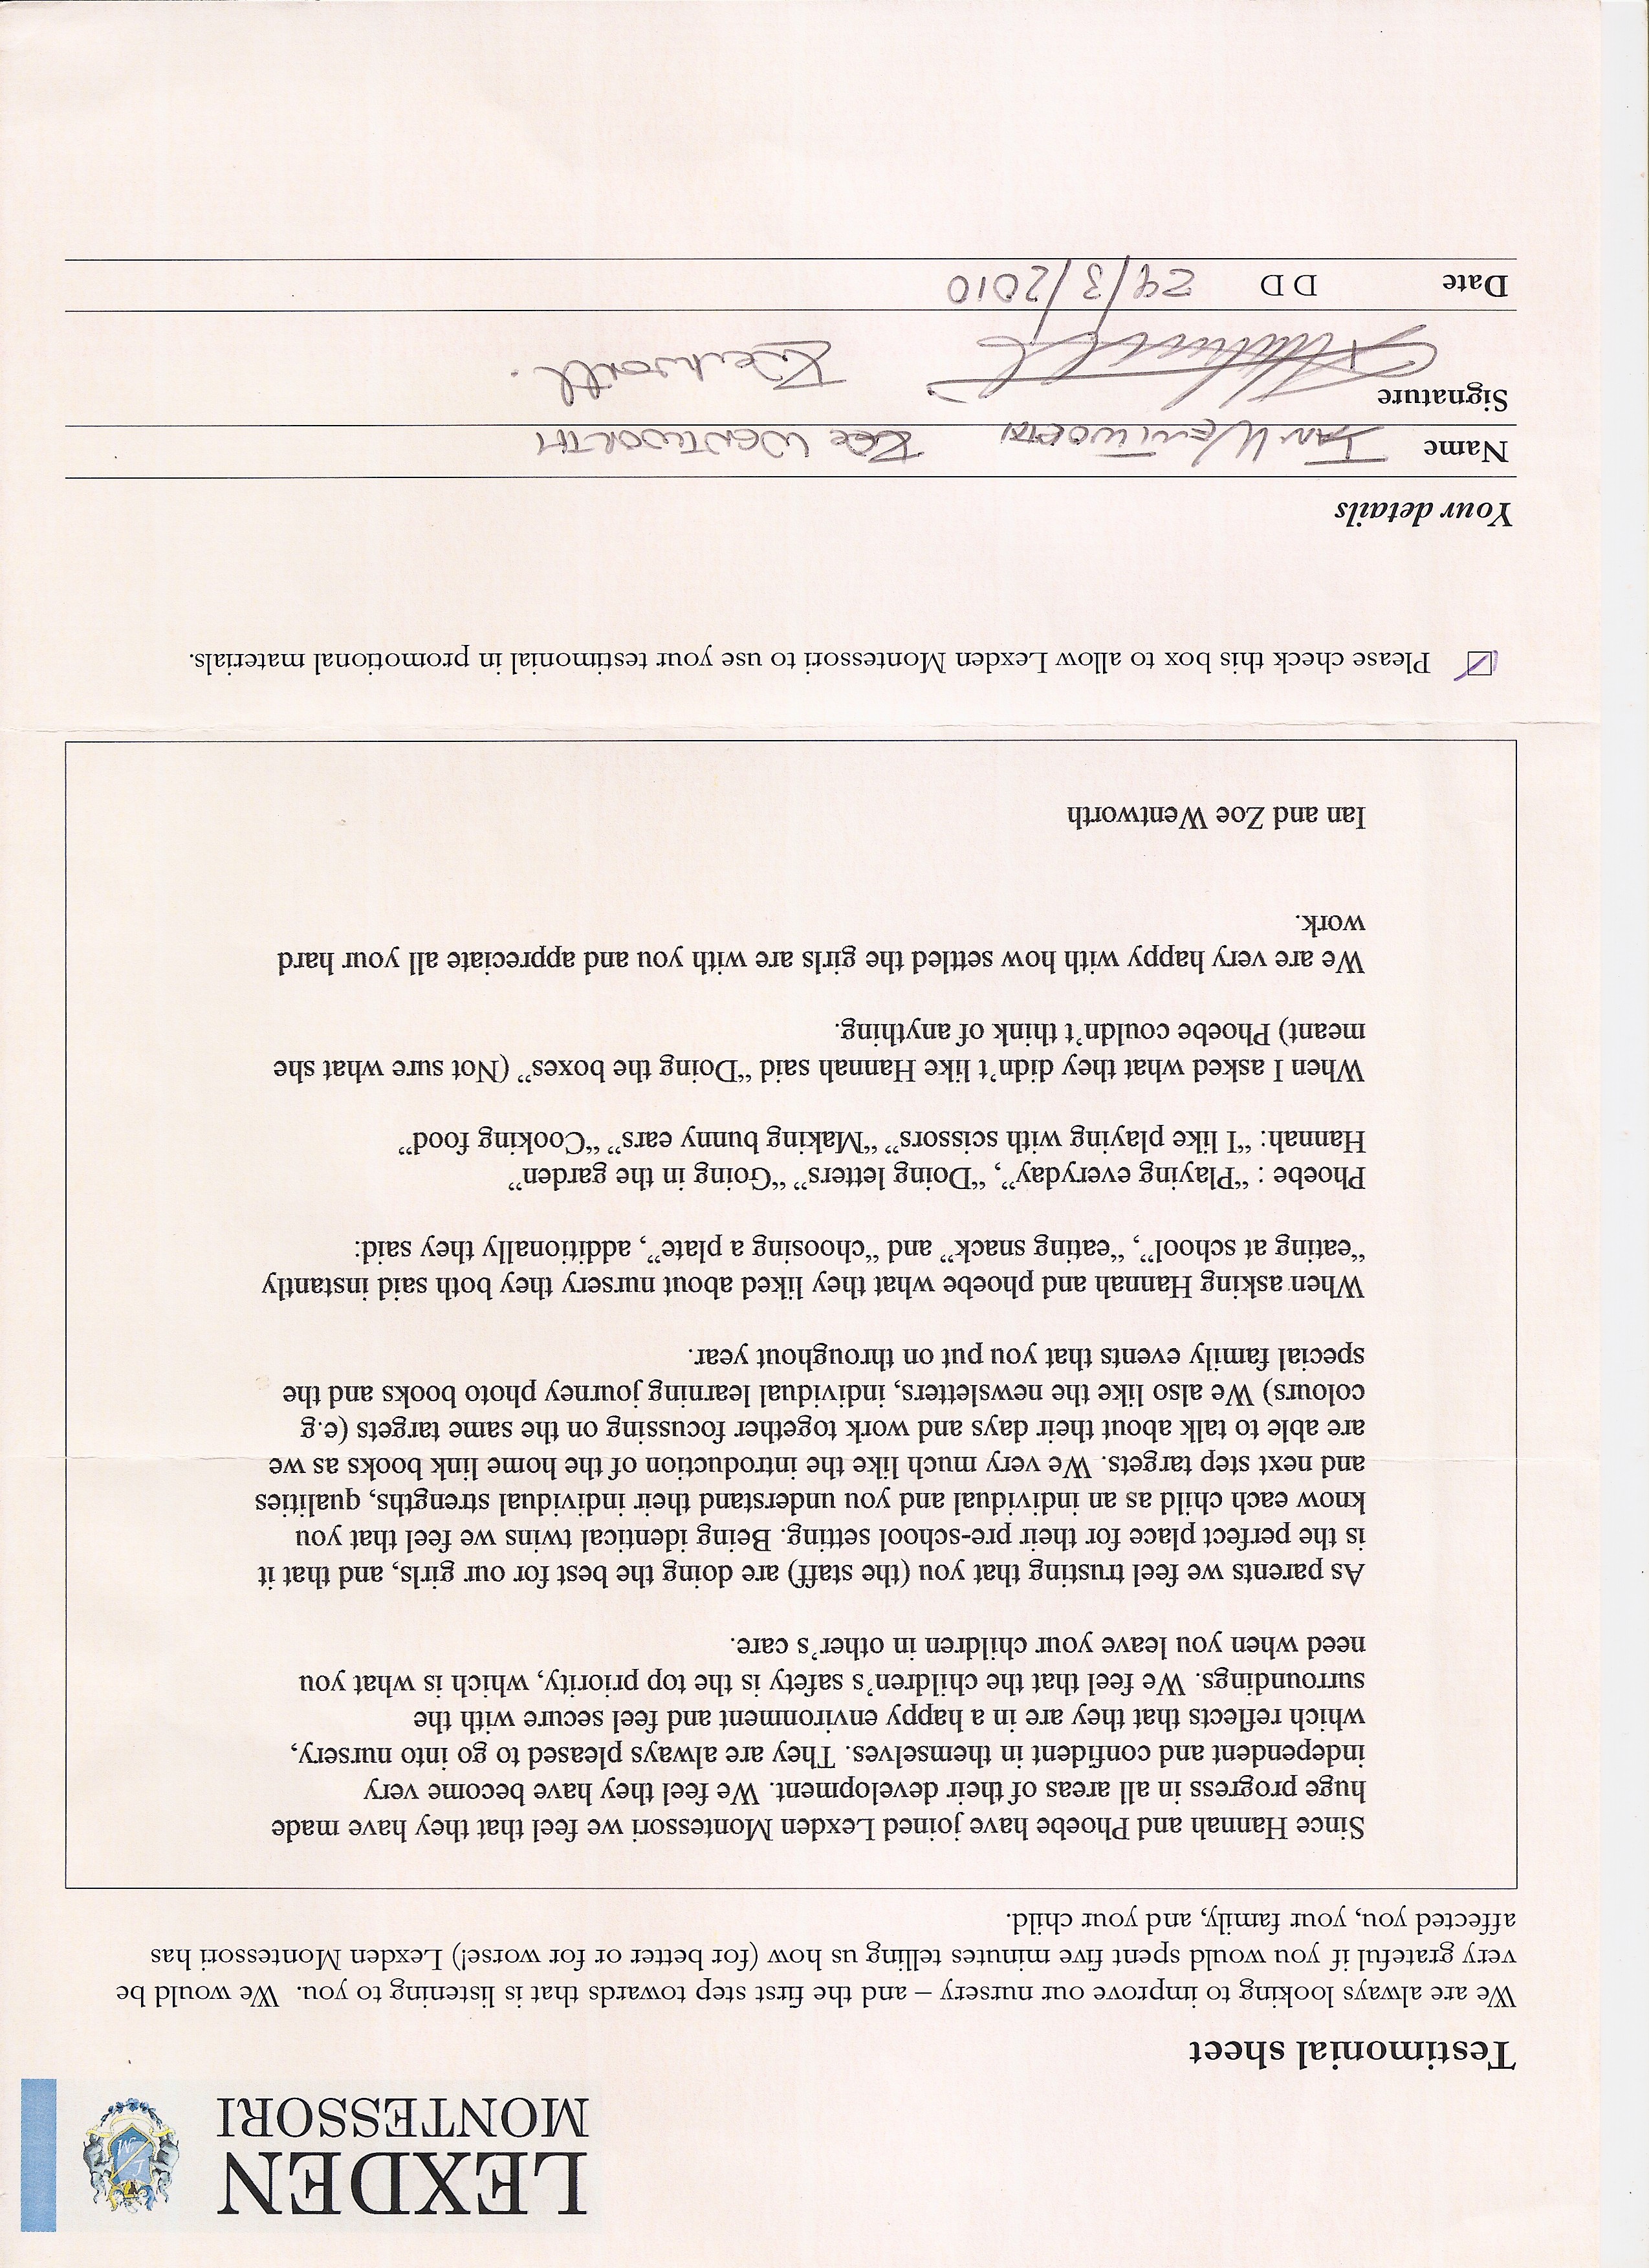 LEXDEN
MONTESSORI
Testimonial sheet
We are always looking to improve our nursery – and the first step towards that is listening to you. We would be
very grateful if you would spent five minutes telling us how (for better or for worse!) Lexden Montessori has
affected you, your family, and your child.
Since Hannah and Phoebe have joined Lexden Montessori we feel that they have made
huge progress in all areas of their development. We feel they have become very
independent and confident in themselves. They are always pleased to go into nursery,
which reflects that they are in a happy environment and feel secure with the
surroundings. We feel that the children's safety is the top priority, which is what you
need when you leave your children in other's care.
As parents we feel trusting that you (the staff) are doing the best for our girls, and that it
is the perfect place for their pre-school setting. Being identical twins we feel that you
know each child as an individual and you understand their individual strengths, qualities
and next step targets. We very much like the introduction of the home link books as we
are able to talk about their days and work together focussing on the same targets (e.g
colours) We also like the newsletters, individual learning journey photo books and the
special family events that you put on throughout year.
When asking Hannah and phoebe what they liked about nursery they both said instantly
“eating at school”, “eating snack” and “choosing a plate”, additionally they said:
Phoebe : “Playing everyday”, “Doing letters” “Going in the garden”
Hannah: “I like playing with scissors” “Making bunny ears” “Cooking food”
When I asked what they didn't like Hannah said “Doing the boxes” (Not sure what she
meant) Phoebe couldn't think of anything.
We are very happy with how settled the girls are with you and appreciate all your hard
work.
Ian and Zoe Wentworth
Please check this box to allow Lexden Montessori to use your testimonial in promotional materials.
Your details
Name IAN WENTWORTH ZOE WENTWORTH
Signature ZWentworth.
Date DD 29/3/2010